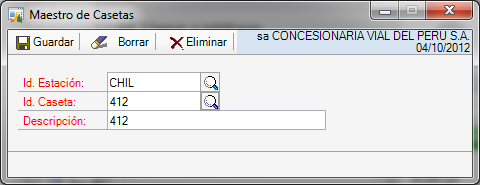 Maestro de Casetas
Guardar Borrar Eliminar sa CONCESIONARIA VIAL DEL PERU S.A.
04/10/2012
Id. Estación: CHIL
Id. Caseta: 412
Descripción: 412